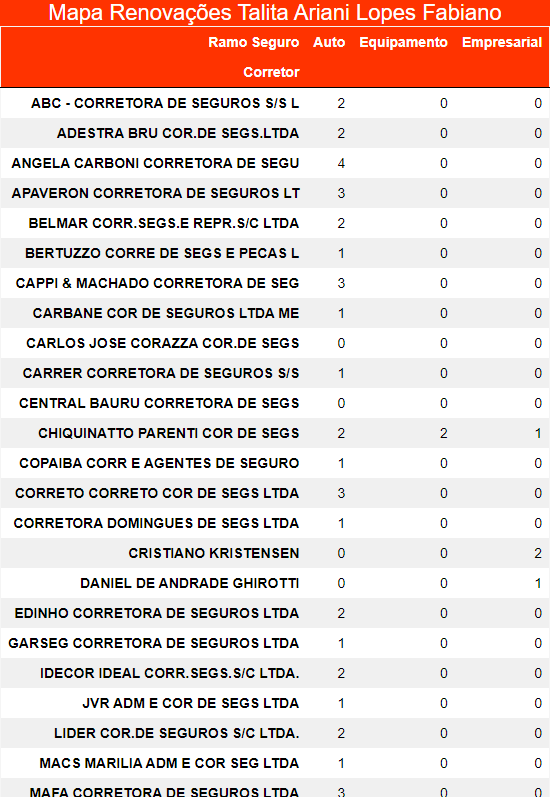 Mapa Renovações Talita Ariani Lopes Fabiano
Ramo Seguro Auto Equipamento Empresarial
Corretor
ABC - CORRETORA DE SEGUROS S/S L 2 0 0
ADESTRA BRU COR.DE SEGS.LTDA 2 0 0
ANGELA CARBONI CORRETORA DE SEGU 4 0 0
APAVERON CORRETORA DE SEGUROS LT 3 0 0
BELMAR CORR.SEGS.E REPR.S/C LTDA 2 0 0
BERTUZZO CORRE DE SEGS E PECAS L 1 0 0
CAPPI & MACHADO CORRETORA DE SEG 3 0 0
CARBANE COR DE SEGUROS LTDA ME 1 0 0
CARLOS JOSE CORAZZA COR.DE SEGS 0 0 0
CARRER CORRETORA DE SEGUROS S/S 1 0 0
CENTRAL BAURU CORRETORA DE SEGS 0 0 0
CHIQUINATTO PARENTI COR DE SEGS 2 2 1
COPAIBA CORR E AGENTES DE SEGURO 1 0 0
CORRETO CORRETO COR DE SEGS LTDA 3 0 0
CORRETORA DOMINGUES DE SEGS LTDA 1 0 0
CRISTIANO KRISTENSEN 0 0 2
DANIEL DE ANDRADE GHIROTTI 0 0 1
EDINHO CORRETORA DE SEGUROS LTDA 2 0 0
GARSEG CORRETORA DE SEGUROS LTDA 1 0 0
IDECOR IDEAL CORR.SEGS.S/C LTDA. 2 0 0
JVR ADM E COR DE SEGS LTDA 1 0 0
LIDER COR.DE SEGUROS S/C LTDA. 2 0 0
MACS MARILIA ADM E COR SEG LTDA 1 0 0
MAFA CORRETORA DE SEGUROS LTDA 3 0 0